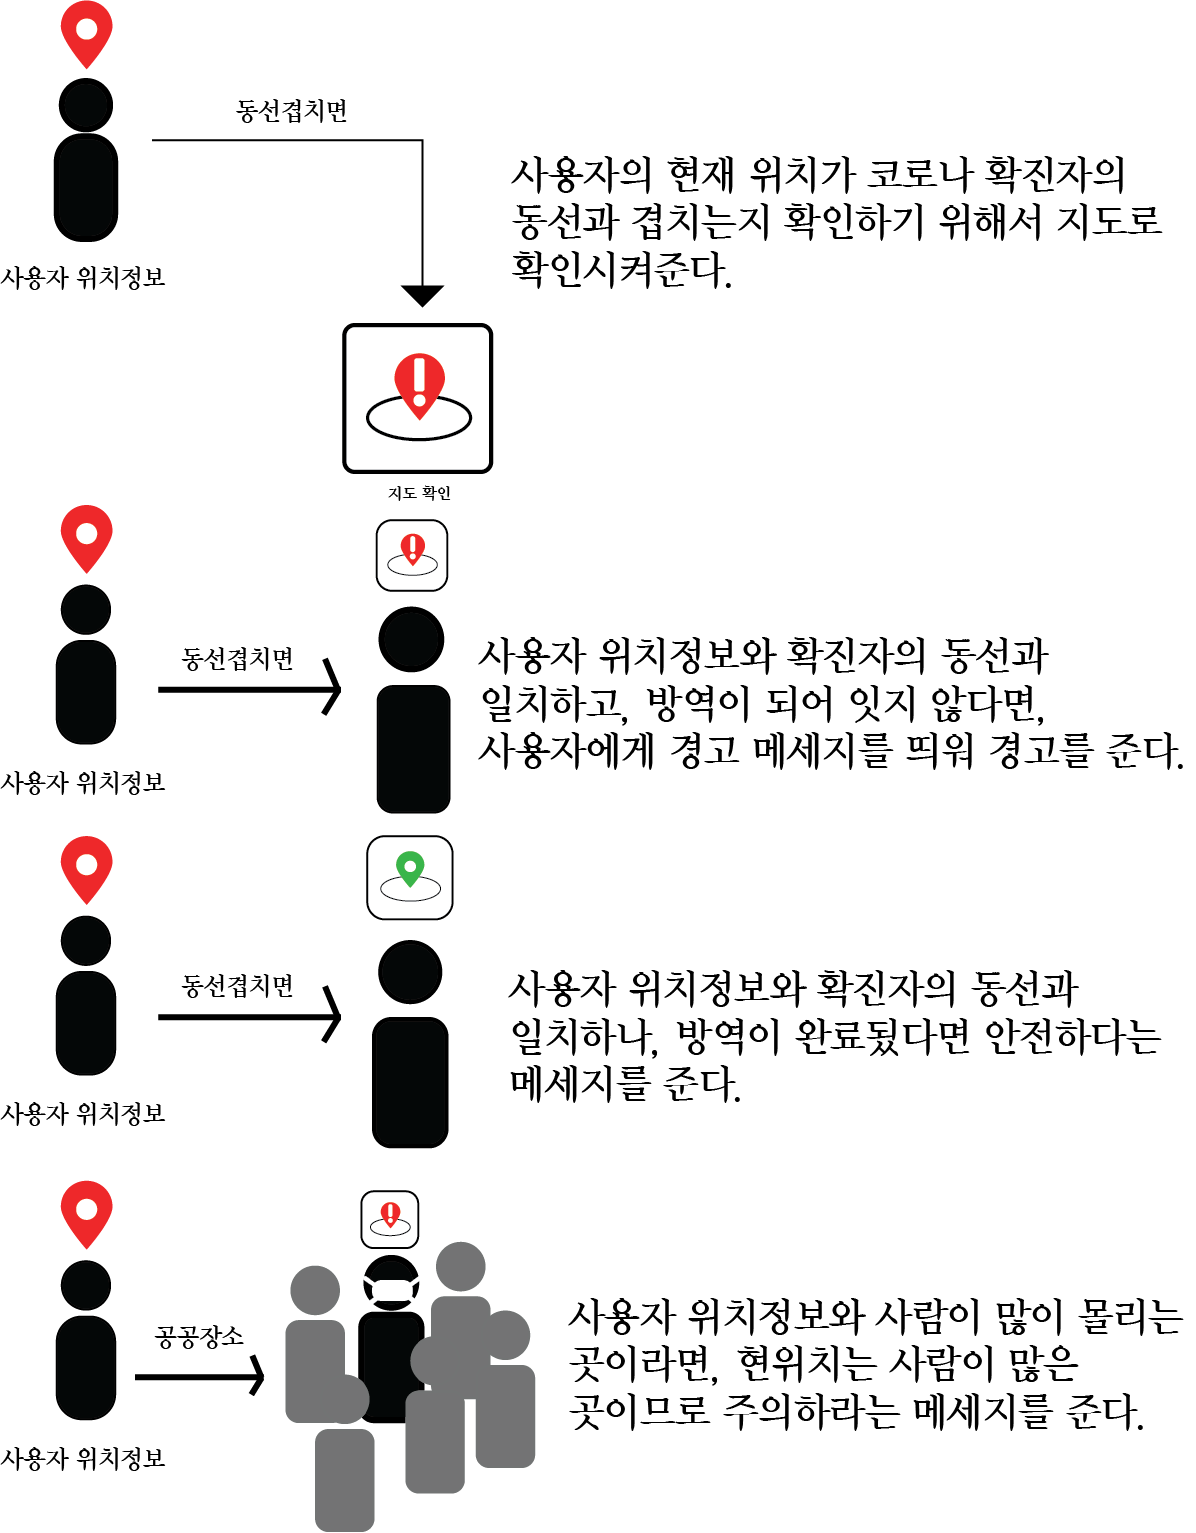 동선겹치면
사용자의 현재 위치가 코로나 확진자의
동선과 겹치는지 확인하기 위해서 지도로
확인시켜준다.
사용자 위치정보
지도 확인
동선겹치면
사용자 위치정보와 확진자의 동선과
일치하고, 방역이 되어 잇지 않다면,
사용자에게 경고 메세지를 띄워 경고를 준다.
사용자 위치정보
동선겹치면
사용자 위치정보와 확진자의 동선과
일치하나, 방역이 완료됬다면 안전하다는
메세지를 준다.
사용자 위치정보
공공장소
사용자 위치정보와 사람이 많이 몰리는
곳이라면, 현위치는 사람이 많은
곳이므로 주의하라는 메세지를 준다.
사용자 위치정보